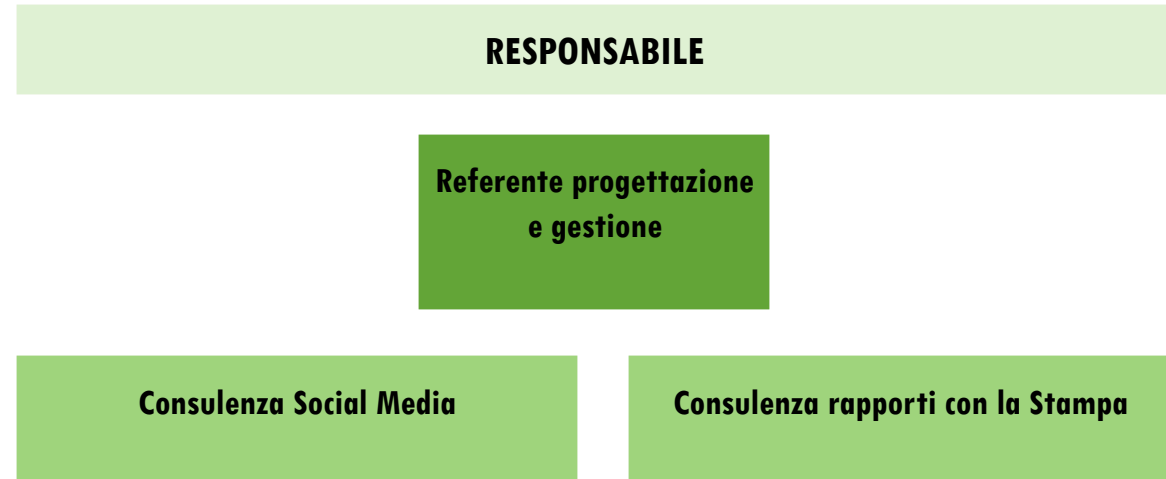 RESPONSABILE
Referente progettazione
e gestione
Consulenza Social Media
Consulenza rapporti con la Stampa